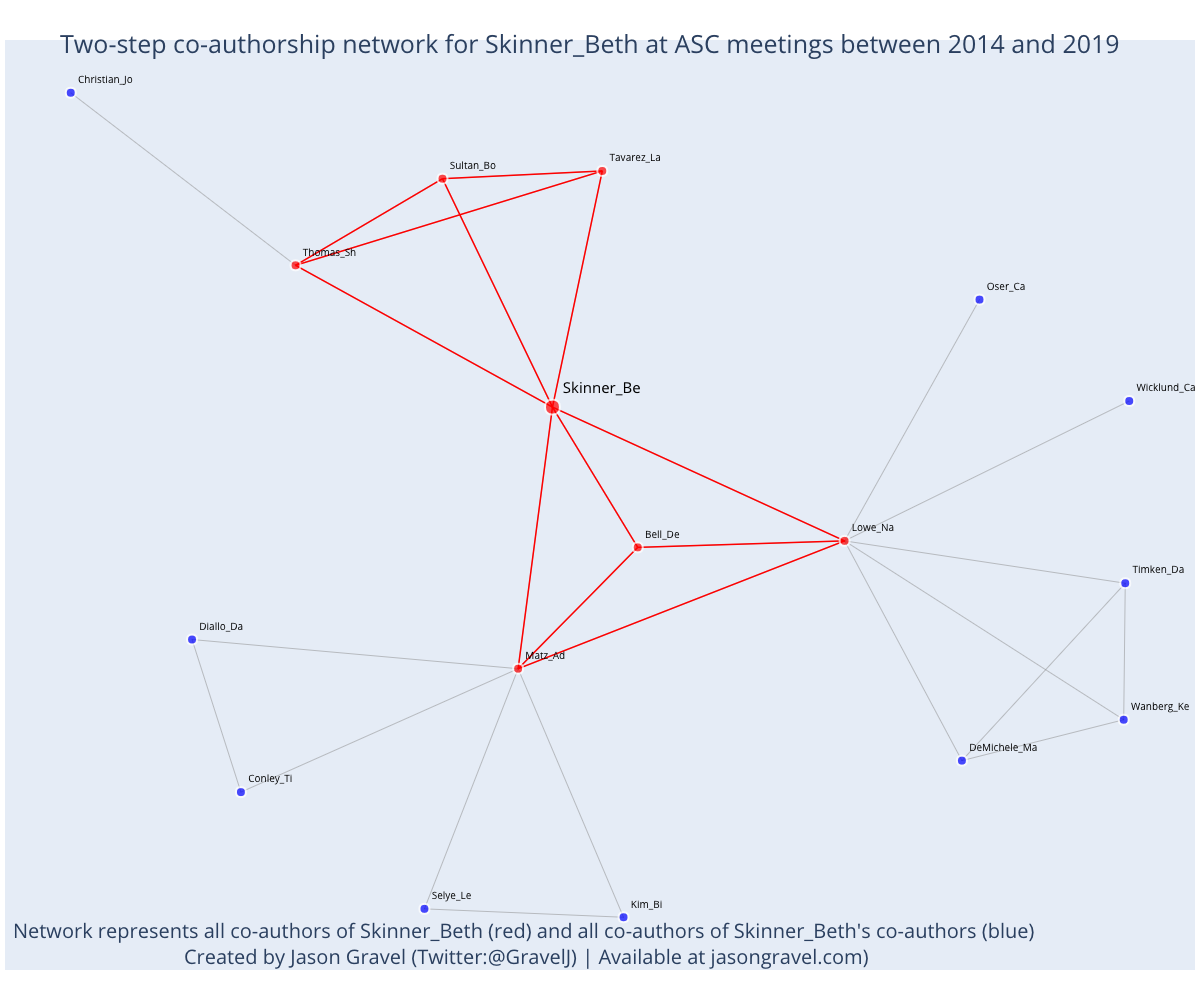 Two-step co-authorship network for Skinner_Beth at ASC meetings between 2014 and 2019
Christian_Jo
Tavarez_La
Sultan_Bo
Thomas_Sh
Oser_Ca
Skinner_Be
Wicklund_Ca
Lowe_Na
Bell_De
Timken_Da
Diallo_Da
Matz_Ad
Wanberg_Ke
DeMichele_Ma
Conley_Ti
Selye_Le
Kim_Bi
Network represents all co-authors of Skinner_Beth (red) and all co-authors of Skinner_Beth's co-authors (blue)
Created by Jason Gravel (Twitter:@GravelJ) | Available at jasongravel.com)